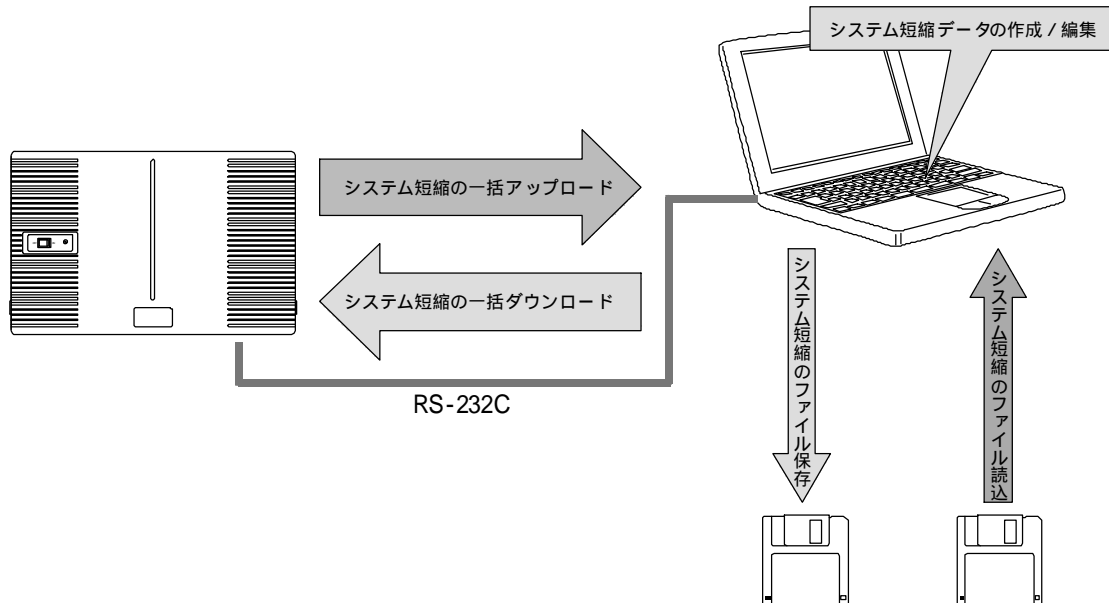 システム短縮データの作成 / 編集
システム短縮の一括アップロード
システム短縮の一括ダウンロード
RS-232C
システム短縮のファイル保存
システム短縮のファイル読込